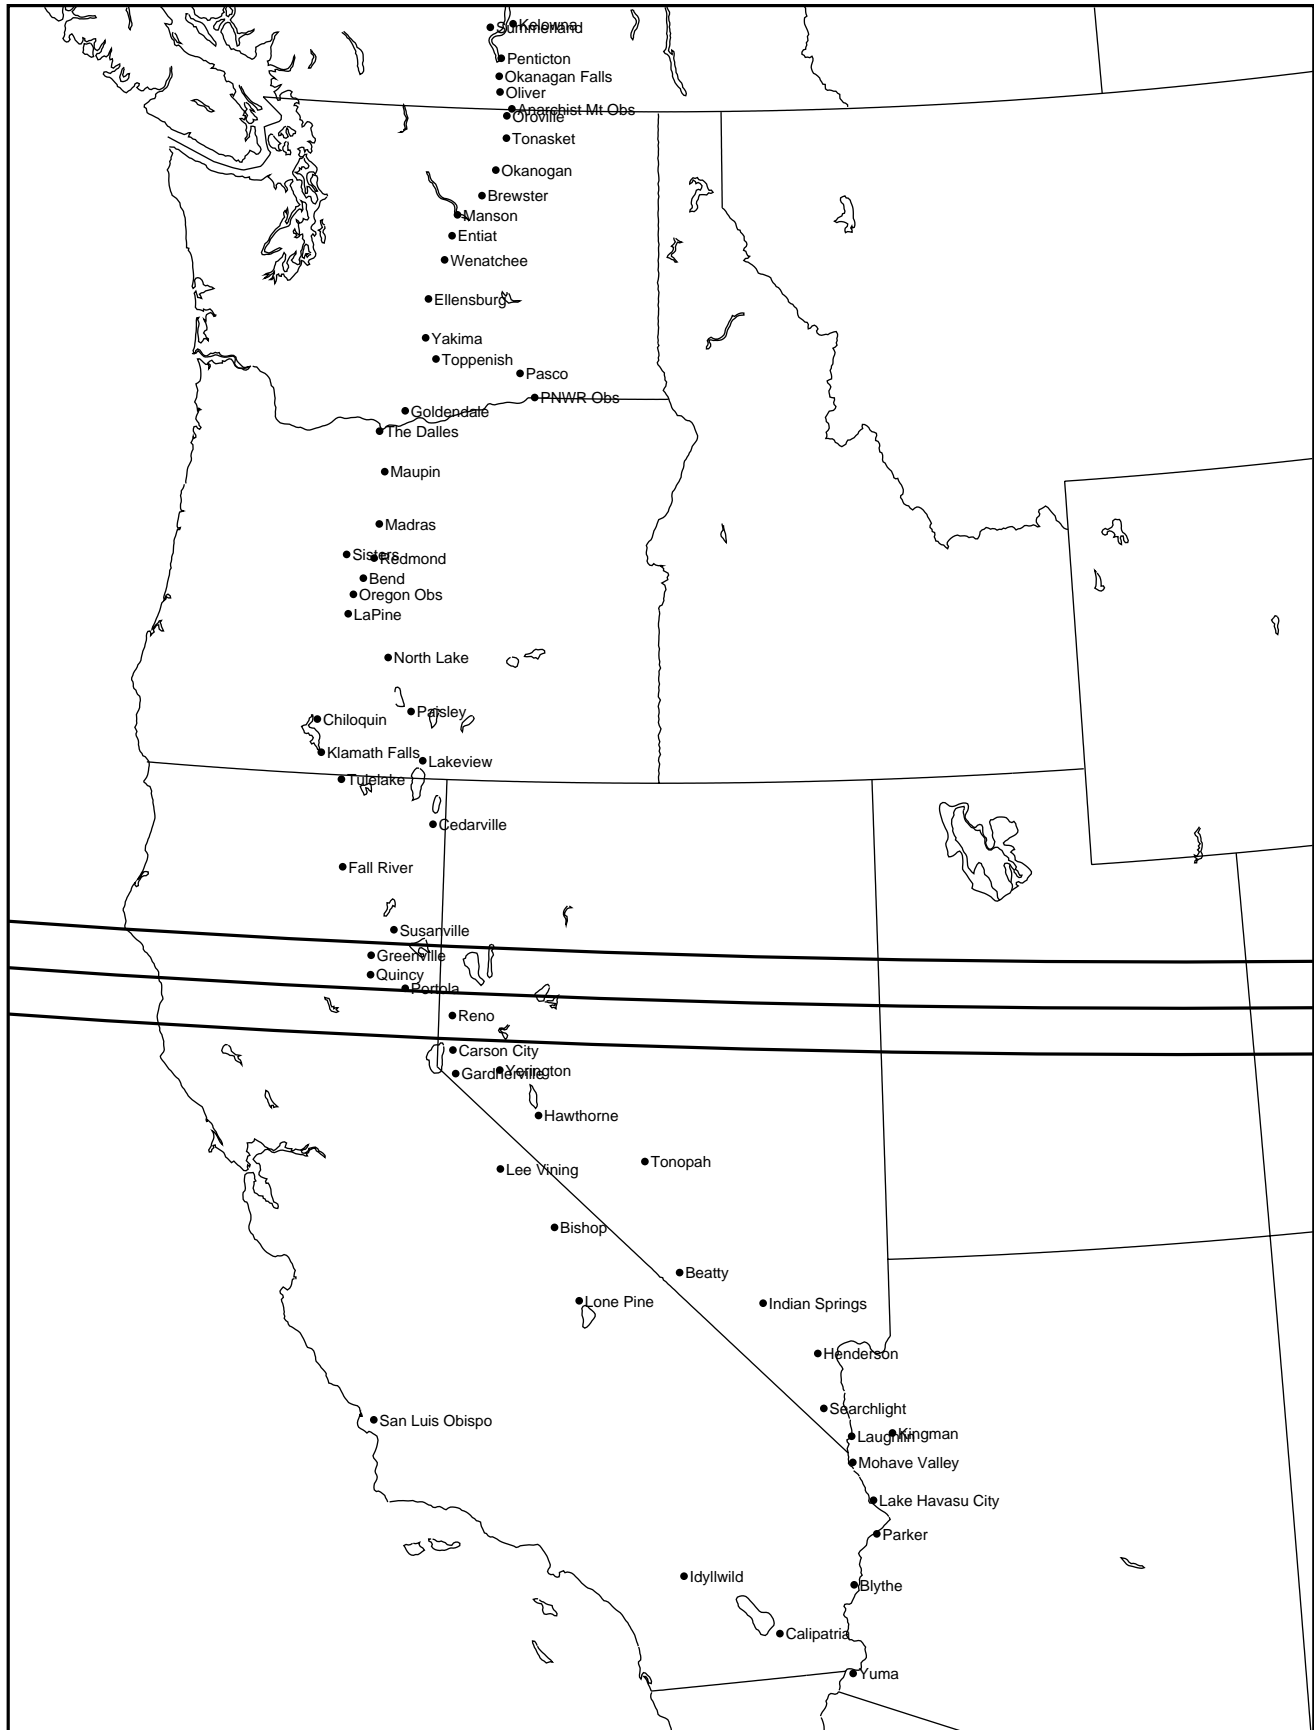 Kelowna
Summerland
Penticton
Okanagan Falls
Oliver
Anarchist Mt Obs
Oroville
Tonasket
Okanogan
Brewster
Manson
Entiat
Wenatchee
Ellensburg
Yakima
Toppenish
Pasco
PNWR Obs
Goldendale
The Dalles
Maupin
Madras
Sisters
Redmond
Bend
Oregon Obs
LaPine
North Lake
Paisley
Chiloquin
Klamath Falls
Lakeview
Tulelake
Cedarville
Fall River
Susanville
Greenville
Quincy
Portola
Reno
Carson City
Yerington
Gardnerville
Hawthorne
Tonopah
Lee Vining
Bishop
Beatty
Lone Pine
Indian Springs
Henderson
Searchlight
San Luis Obispo
Kingman
Laughlin
Mohave Valley
Lake Havasu City
Parker
Idyllwild
Blythe
Calipatria
Yuma